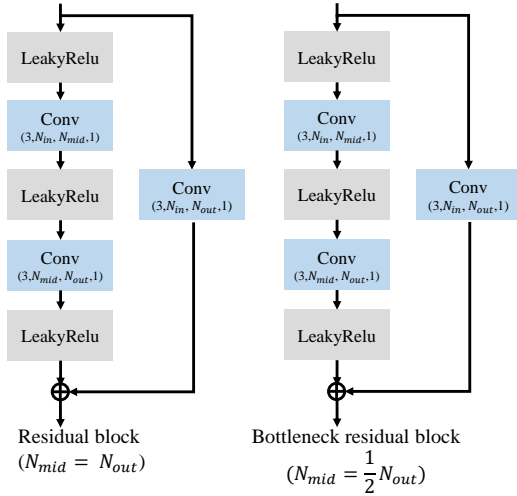 LeakyRelu
Conv
(3,N_in, N_mid,1)
LeakyRelu
Conv
(3,N_mid, N_out,1)
LeakyRelu
Conv
(3,N_in, N_out,1)
Residual block
(N_mid = N_out)
LeakyRelu
Conv
(3,N_in, N_mid,1)
LeakyRelu
Conv
(3,N_mid, N_out,1)
LeakyRelu
Conv
(3,N_in, N_out,1)
Bottleneck residual block
(N_mid = 1/2 N_out)